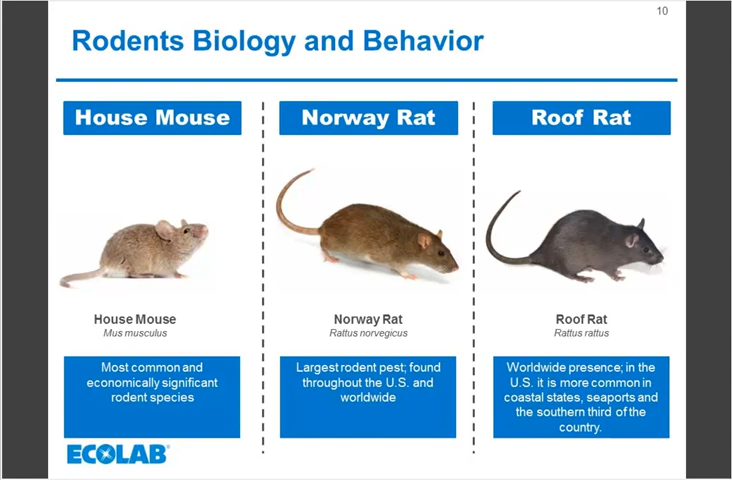 10
Rodents Biology and Behavior
House Mouse
Norway Rat
Roof Rat
House Mouse
Mus musculus
Norway Rat
Rattus norvegicus
Roof Rat
Rattus rattus
Most common and
economically significant
rodent species
Largest rodent pest; found
throughout the U.S. and
worldwide
Worldwide presence; in the
U.S. it is more common in
coastal states, seaports and
the southern third of the
country.
ECOLAB®